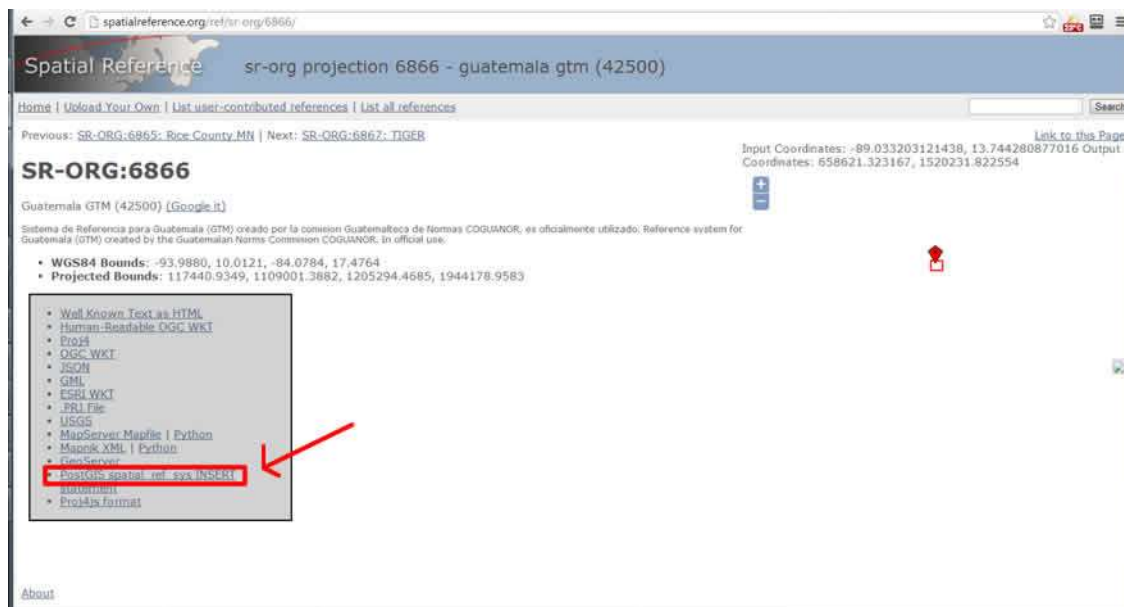 spatialreference.org/ref/sr-org/6866/
Spatial Reference
sr-org projection 6866 - guatemala gtm (42500)
Home | Upload Your Own | List user-contributed references | List all references
Search
Previous: SR-ORG:6865: Rice County MN | Next: SR-ORG:6867: TIGER
Link to this Page
Input Coordinates: -89.033203121438, 13.744280877016 Output
Coordinates: 658621.323167, 1520231.822554
SR-ORG:6866
Guatemala GTM (42500) (Google it)
Sistema de Referencia para Guatemala (GTM) creado por la comision Guatemalteca de Normas COGUANOR, es oficialmente utilizado. Reference system for
Guatemala (GTM) created by the Guatemalan Norms Commision COGUANOR. In official use.
• WGS84 Bounds: -93.9880, 10.0121, -84.0784, 17.4764
• Projected Bounds: 117440.9349, 1109001.3882, 1205294.4685, 1944178.9583
• Well Known Text as HTML
• Human-Readable OGC WKT
• Proj4
• OGC WKT
• JSON
• GML
• ESRI WKT
• .PRJ File
• USGS
• MapServer Mapfile | Python
• Mapnik XML | Python
• GeoServer
• PostGIS spatial_ref_sys INSERT
statement
• Proj4js format
About